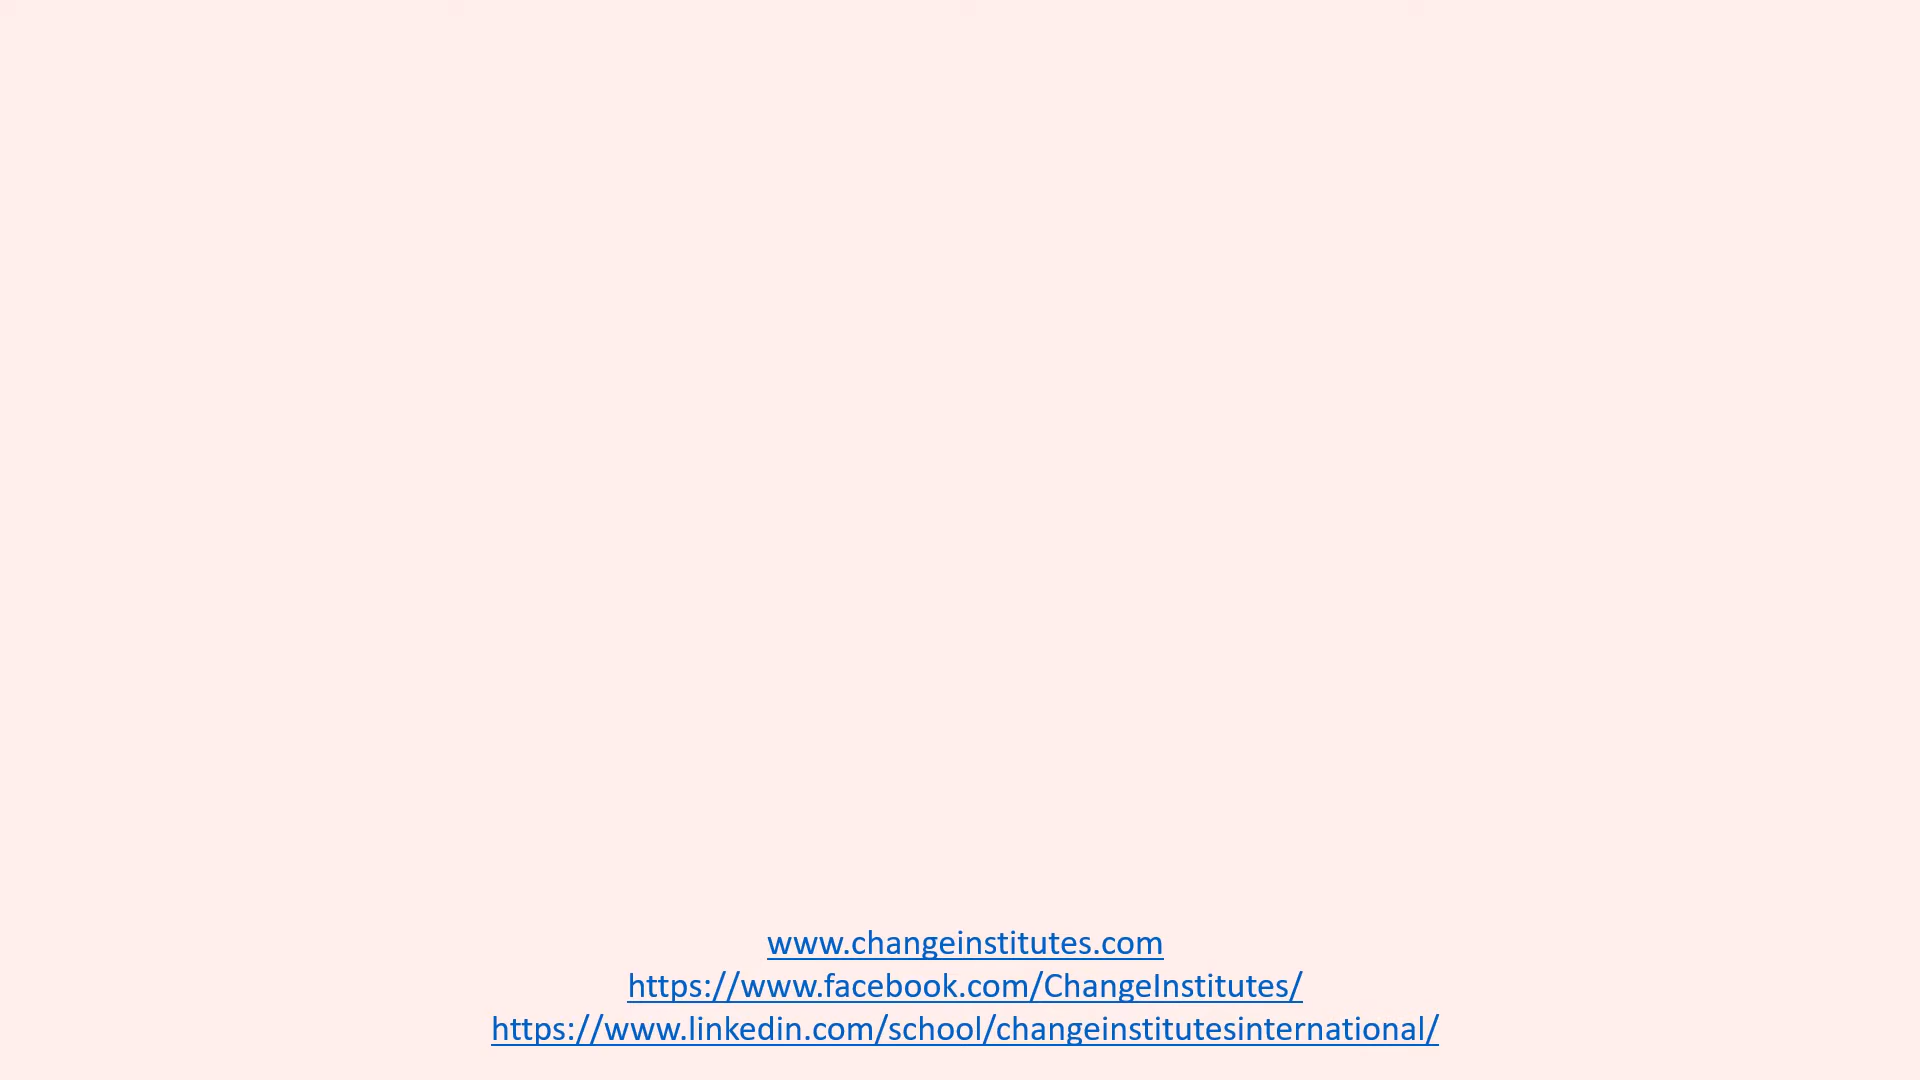 www.changeinstitutes.com
https://www.facebook.com/ChangeInstitutes/
https://www.linkedin.com/school/changeinstitutesinternational/